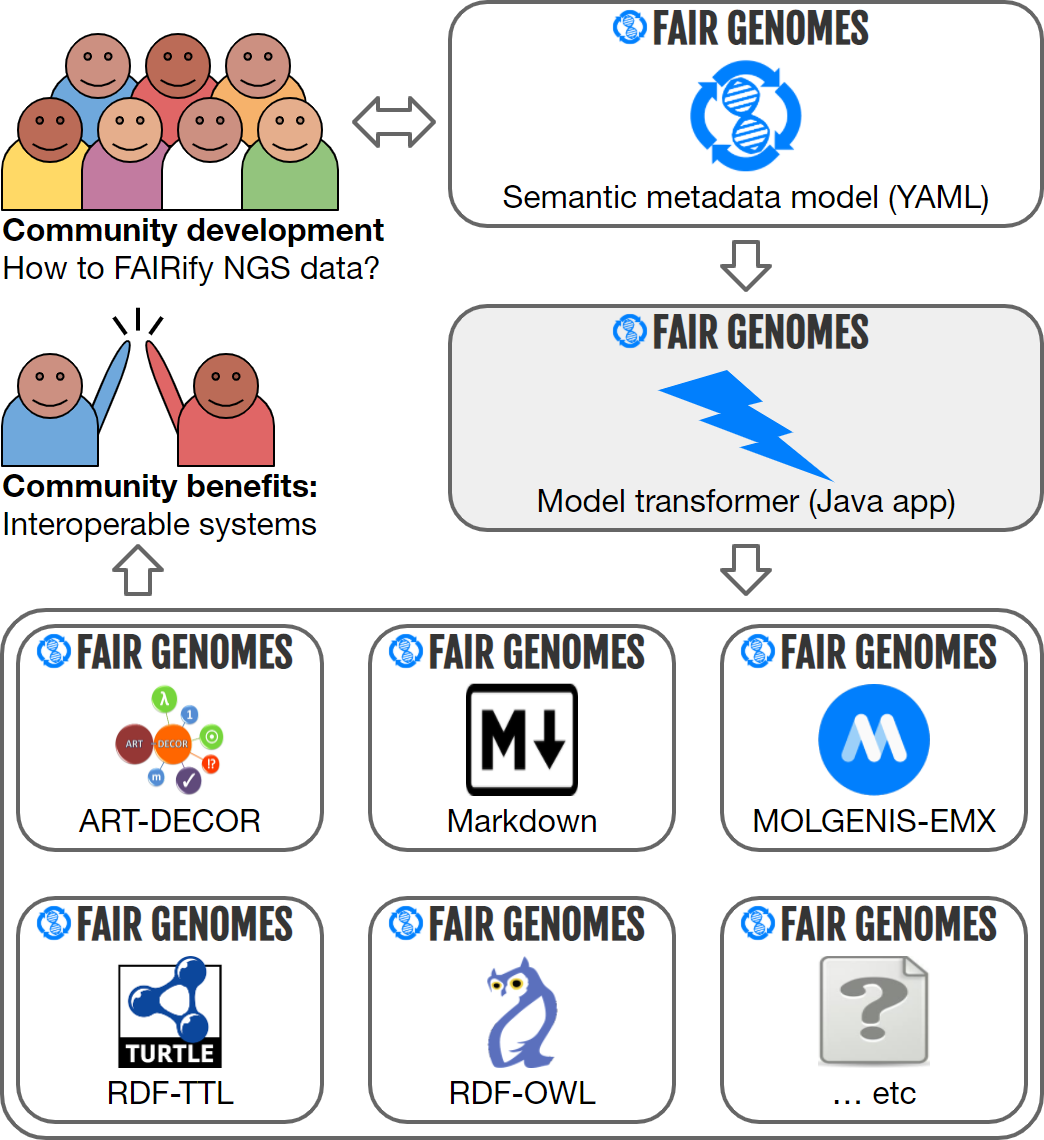 FAIR GENOMES
Semantic metadata model (YAML)
Community development
How to FAIRify NGS data?
FAIR GENOMES
Model transformer (Java app)
Community benefits:
Interoperable systems
FAIR GENOMES
λ
1
ART
DECOR
!?
m
ART-DECOR
FAIR GENOMES
M
Markdown
FAIR GENOMES
MOLGENIS-EMX
FAIR GENOMES
TURTLE
RDF-TTL
FAIR GENOMES
RDF-OWL
FAIR GENOMES
?
... etc